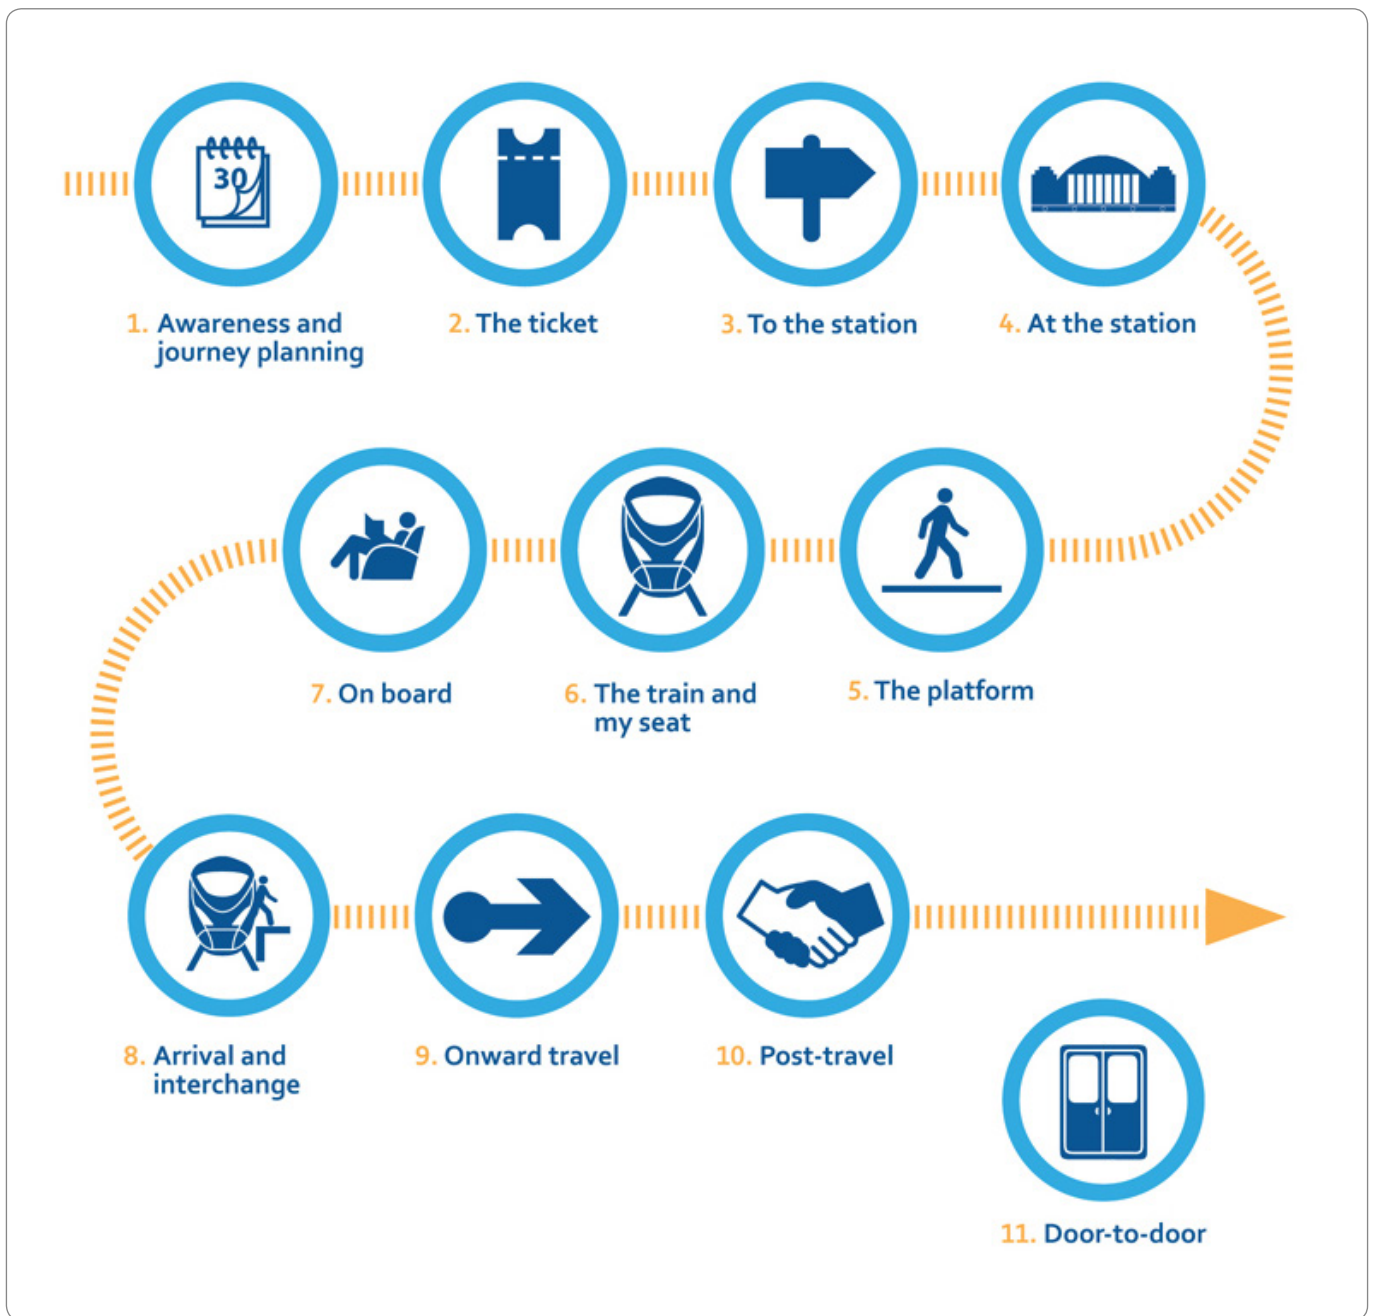 30
1. Awareness and
journey planning
2. The ticket
3. To the station
4. At the station
5. The platform
6. The train and
my seat
7. On board
8. Arrival and
interchange
9. Onward travel
10. Post-travel
11. Door-to-door